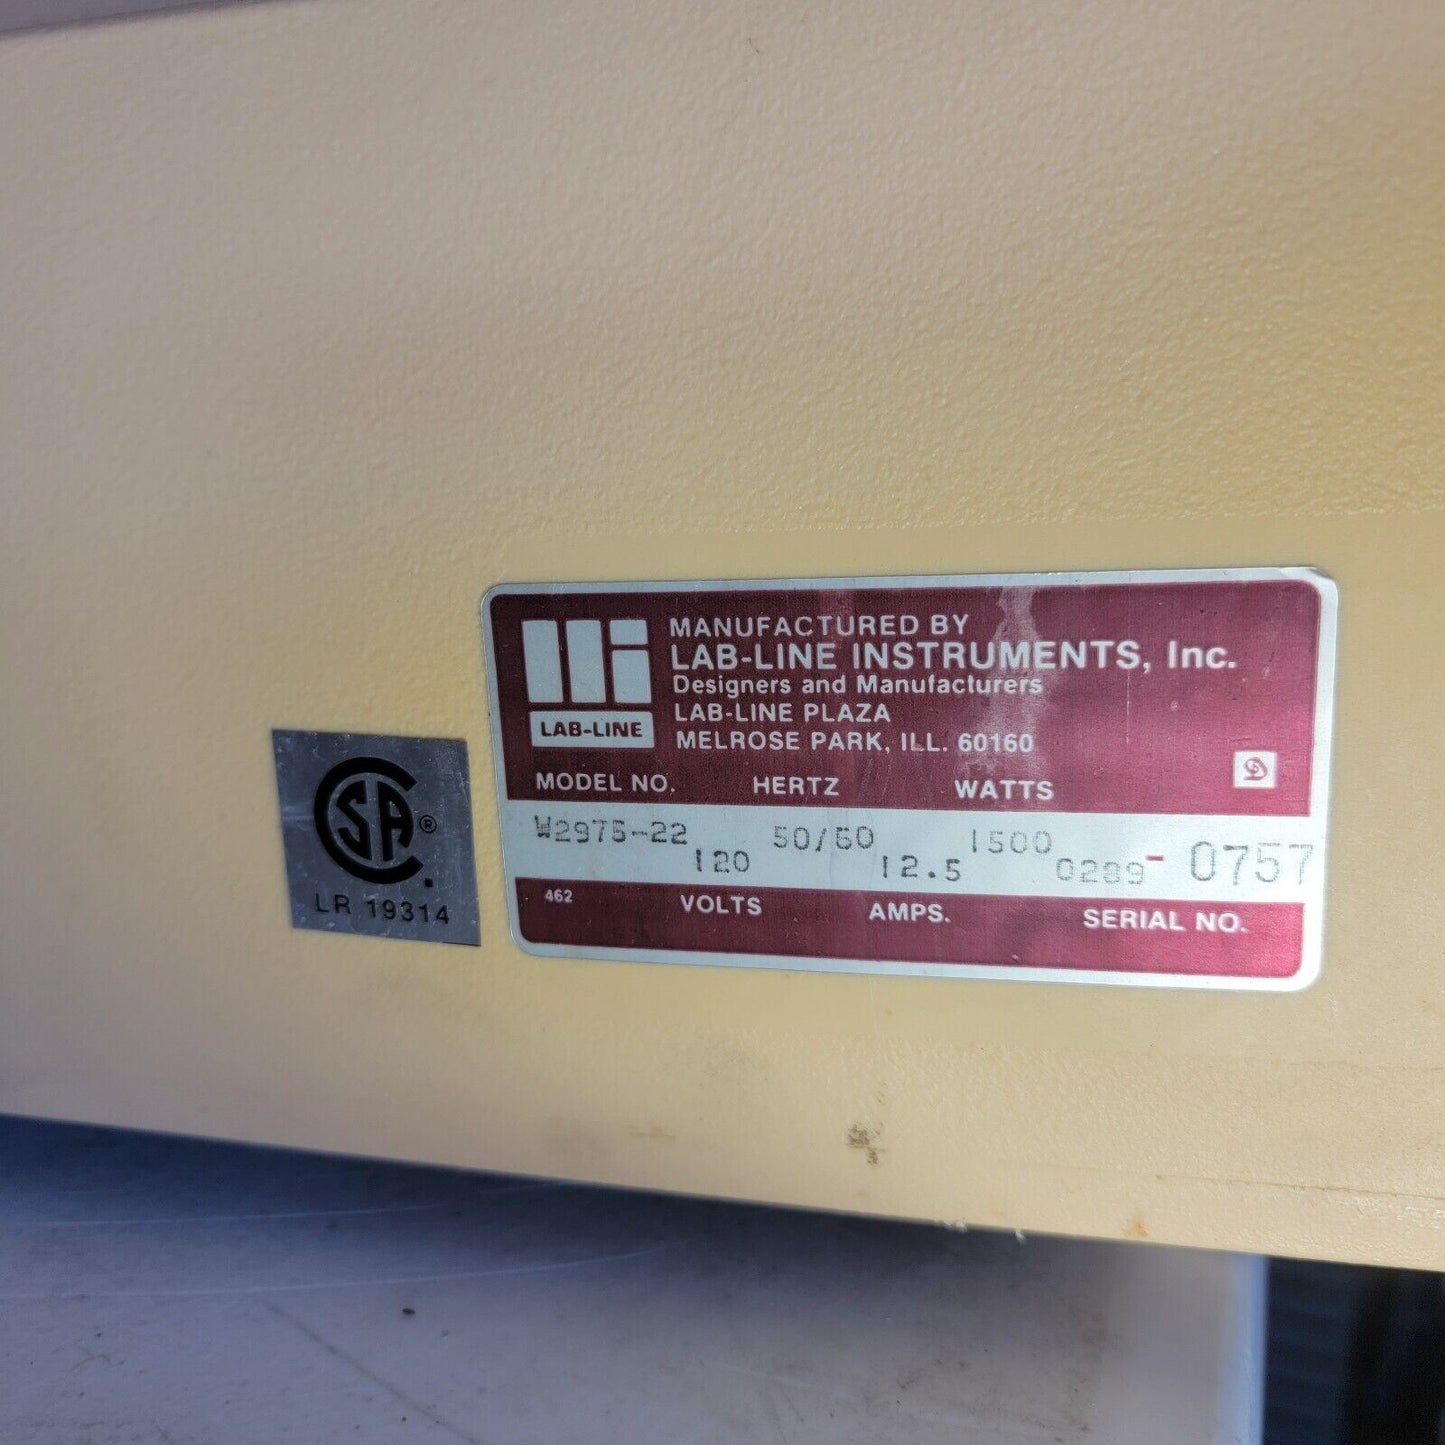 MANUFACTURED BY
LAB-LINE INSTRUMENTS, Inc.
Designers and Manufacturers
LAB-LINE PLAZA
MELROSE PARK, ILL. 60160
LAB-LINE
MODEL NO. HERTZ WATTS
W2975-22 50/60 1500
120 12.5 0289 - 0757
462 VOLTS AMPS. SERIAL NO.
CSA ®
LR 19314